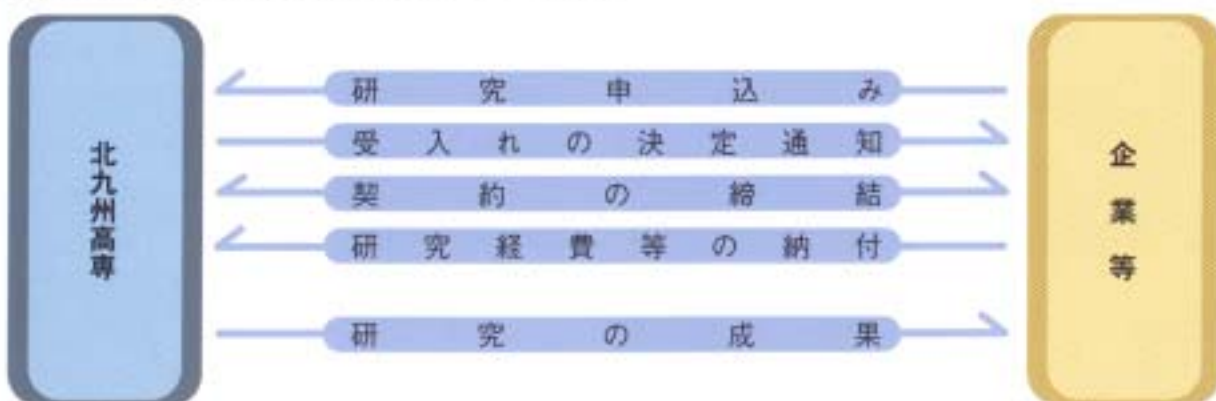 北九州高専
研究申込み
受入れの決定通知
契約の締結
研究経費等の納付
研究の成果
企業等